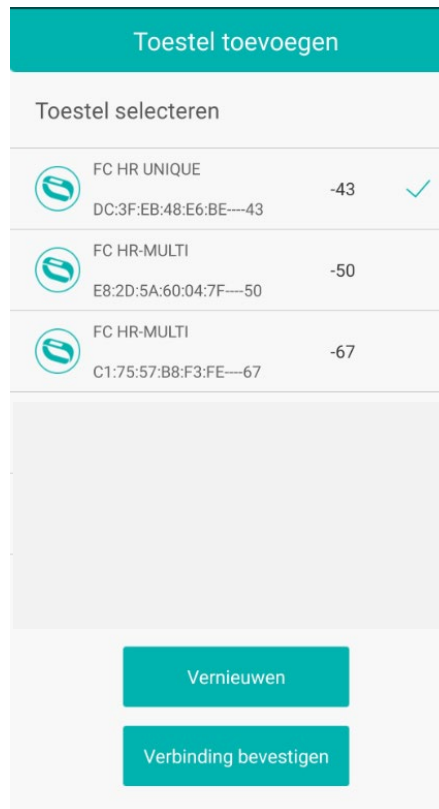 Toestel toevoegen
Toestel selecteren
FC HR UNIQUE
DC:3F:EB:48:E6:BE----43
-43
FC HR-MULTI
E8:2D:5A:60:04:7F----50
-50
FC HR-MULTI
C1:75:57:B8:F3:FE----67
-67
Vernieuwen
Verbinding bevestigen